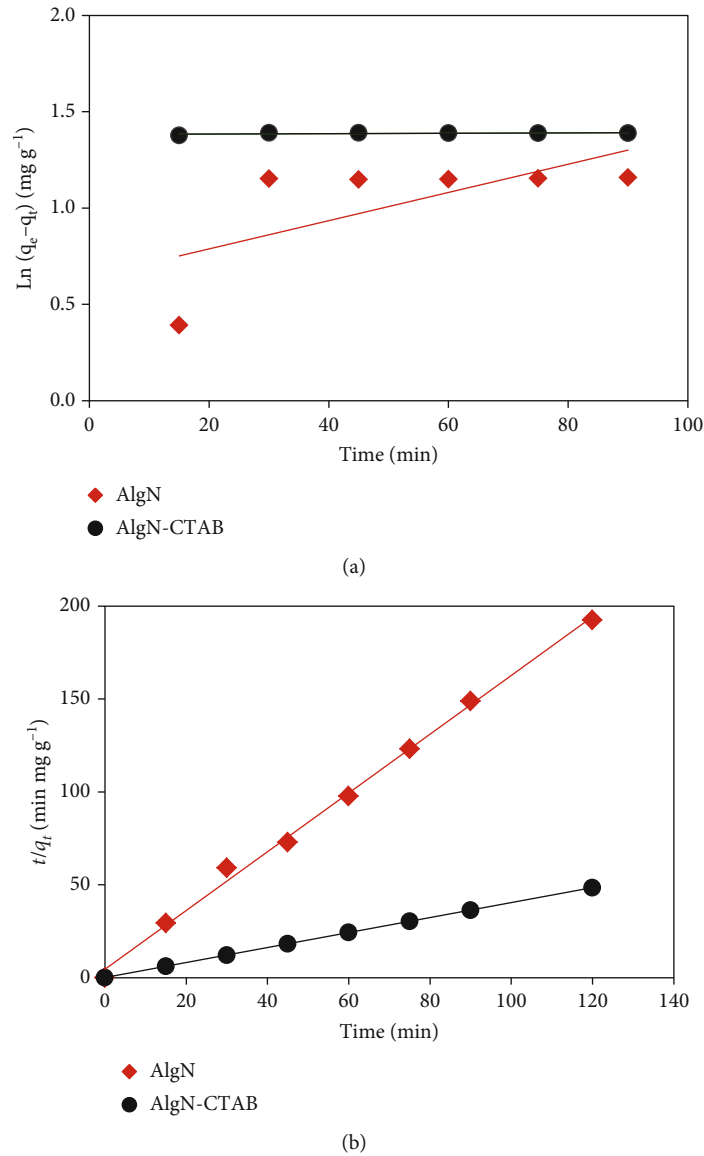 2.0
1.5
1.0
0.5
0.0
Ln (qₑ–qₜ) (mg g⁻¹)
0
20
40
60
80
100
Time (min)
AlgN
AlgN-CTAB
(a)
200
150
100
50
0
t/qₜ (min mg g⁻¹)
0
20
40
60
80
100
120
140
Time (min)
AlgN
AlgN-CTAB
(b)